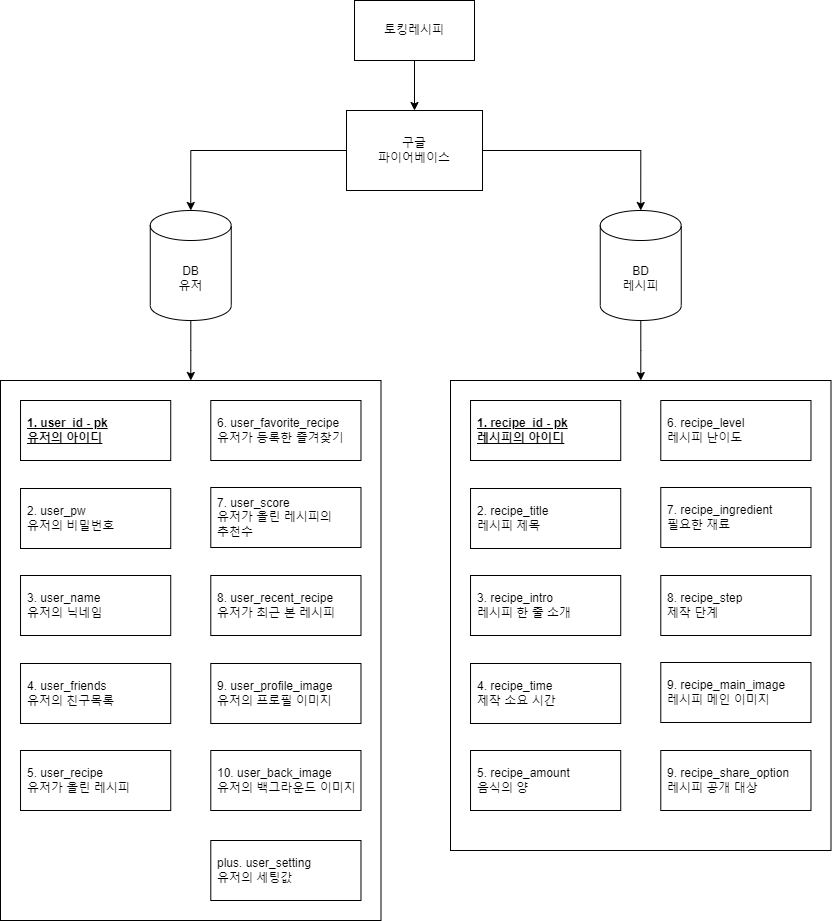 토킹레시피
구글
파이어베이스
DB
유저
BD
레시피
1. user_id - pk
유저의 아이디
2. user_pw
유저의 비밀번호
3. user_name
유저의 닉네임
4. user_friends
유저의 친구목록
5. user_recipe
유저가 올린 레시피
6. user_favorite_recipe
유저가 등록한 즐겨찾기
7. user_score
유저가 올린 레시피의
추천수
8. user_recent_recipe
유저가 최근 본 레시피
9. user_profile_image
유저의 프로필 이미지
10. user_back_image
유저의 백그라운드 이미지
plus. user_setting
유저의 세팅값
1. recipe_id - pk
레시피의 아이디
2. recipe_title
레시피 제목
3. recipe_intro
레시피 한 줄 소개
4. recipe_time
제작 소요 시간
5. recipe_amount
음식의 양
6. recipe_level
레시피 난이도
7. recipe_ingredient
필요한 재료
8. recipe_step
제작 단계
9. recipe_main_image
레시피 메인 이미지
9. recipe_share_option
레시피 공개 대상